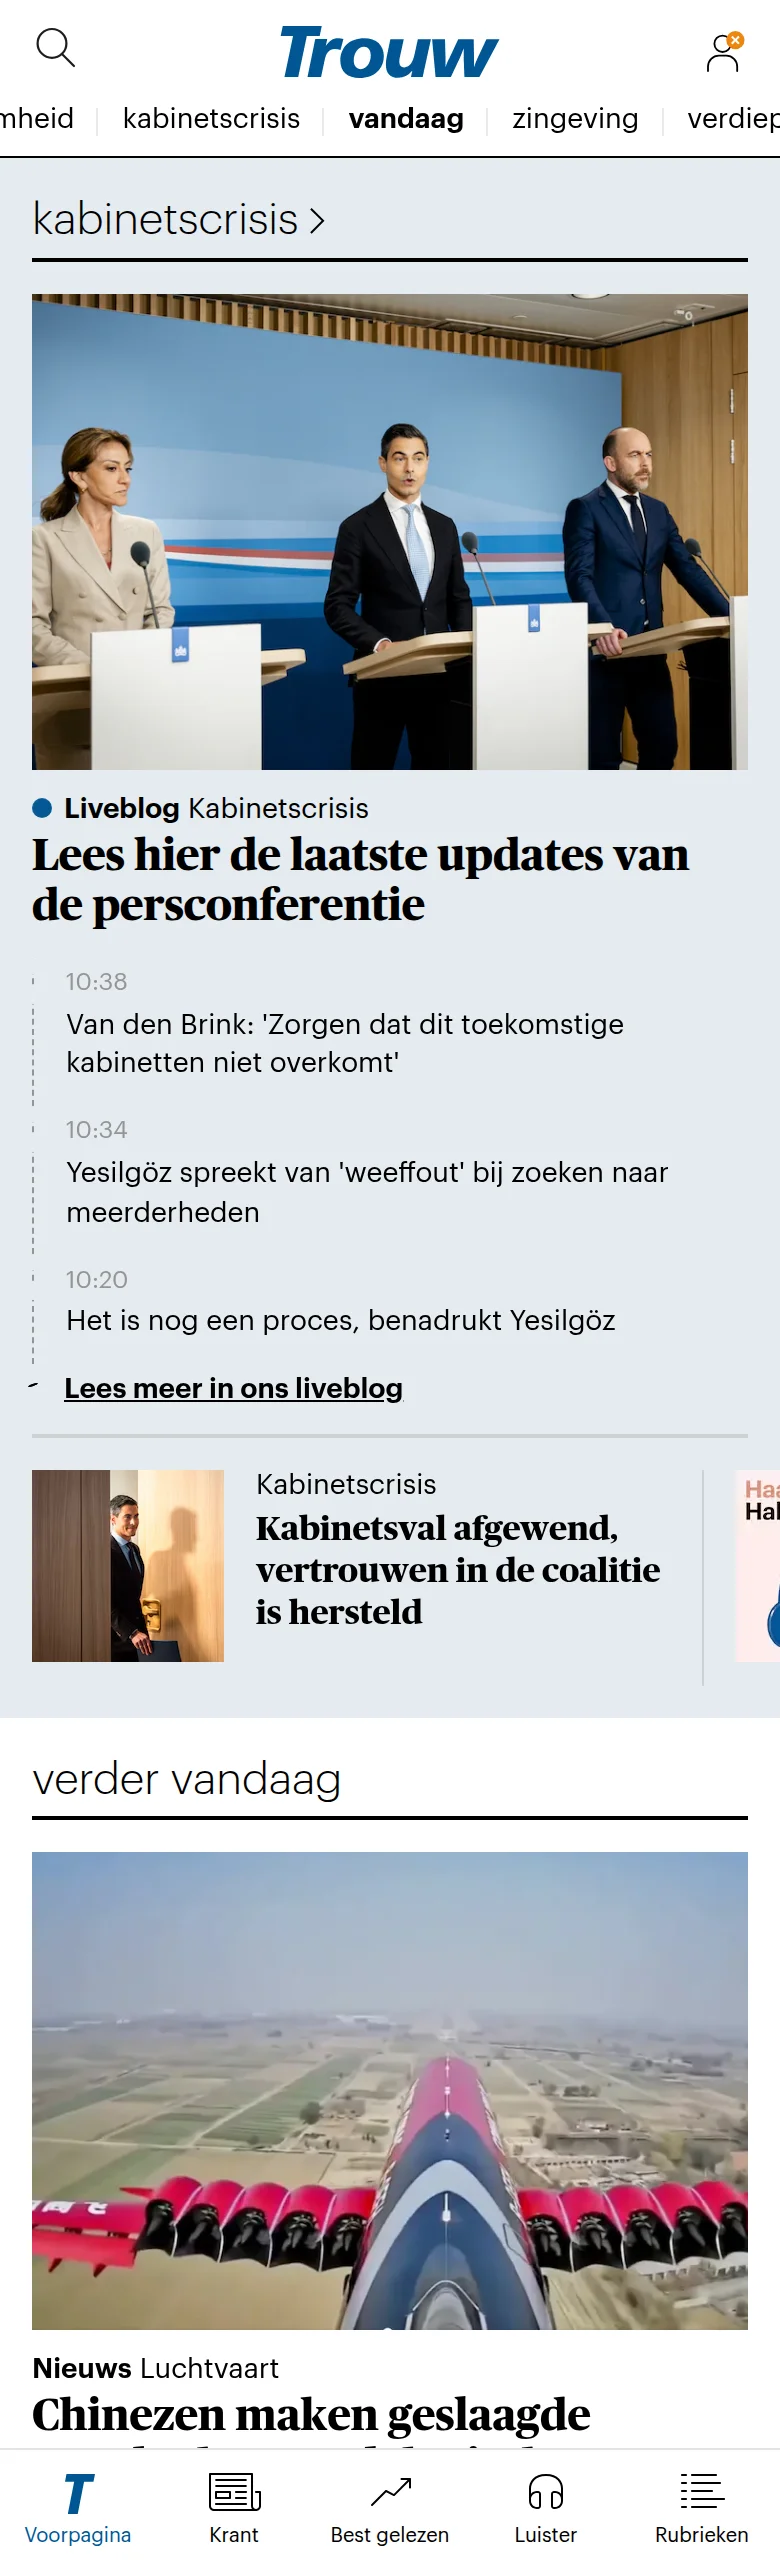 Trouw
mheid kabinetscrisis vandaag zingeving verdiep
kabinetscrisis
Liveblog Kabinetscrisis
Lees hier de laatste updates van
de persconferentie
10:38
Van den Brink: 'Zorgen dat dit toekomstige
kabinetten niet overkomt'
10:34
Yesilgöz spreekt van 'weeffout' bij zoeken naar
meerderheden
10:20
Het is nog een proces, benadrukt Yesilgöz
Lees meer in ons liveblog
Kabinetscrisis
Kabinetsval afgewend,
vertrouwen in de coalitie
is hersteld
Haa
Hal
verder vandaag
Nieuws Luchtvaart
Chinezen maken geslaagde
T
Voorpagina Krant Best gelezen Luister Rubrieken